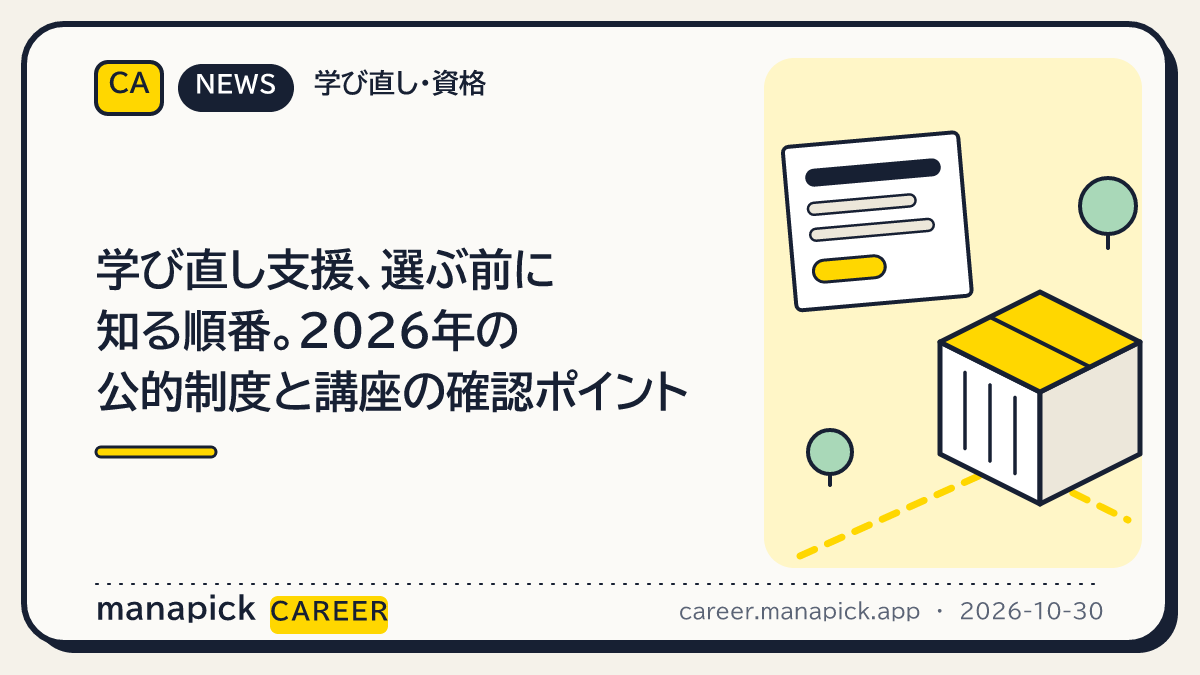 CA NEWS 学び直し・資格
学び直し支援、選ぶ前に
知る順番。2026年の
公的制度と講座の確認ポイント
manapick CAREER career.manapick.app ・ 2026-10-30